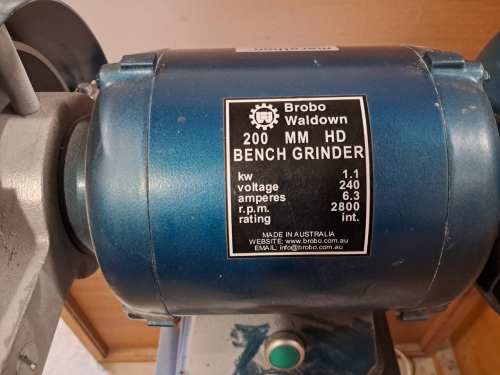 Brobo
Waldown
200 MM HD
BENCH GRINDER
kw 1.1
voltage 240
amperes 6.3
r.p.m. 2800
rating int.
MADE IN AUSTRALIA
WEBSITE: www.brobo.com.au
EMAIL: info@brobo.com.au